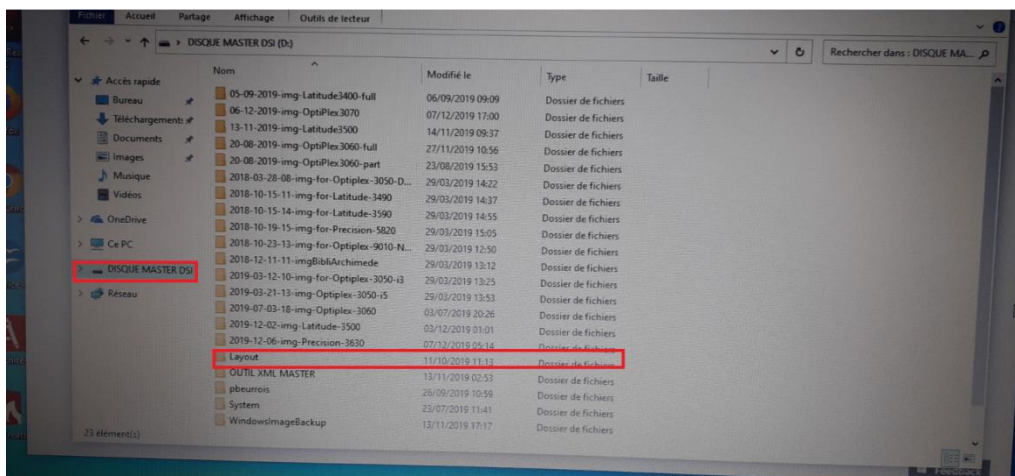 Fichier Accueil Partage Affichage Outils de lecteur
DISQUE MASTER DSI (D:)
Rechercher dans : DISQUE MA...
Nom Modifié le Type Taille
Accès rapide
Bureau
Téléchargements
Documents
Images
Musique
Vidéos
OneDrive
Ce PC
DISQUE MASTER DSI
Réseau
05-09-2019-img-Latitude3400-full 06/09/2019 09:09 Dossier de fichiers
06-12-2019-img-OptiPlex3070 07/12/2019 17:00 Dossier de fichiers
13-11-2019-img-Latitude3500 14/11/2019 09:37 Dossier de fichiers
20-08-2019-img-OptiPlex3060-full 27/11/2019 10:56 Dossier de fichiers
20-08-2019-img-OptiPlex3060-part 23/08/2019 15:53 Dossier de fichiers
2018-03-28-08-img-for-Optiplex-3050-D... 29/03/2019 14:22 Dossier de fichiers
2018-10-15-11-img-for-Latitude-3490 29/03/2019 14:37 Dossier de fichiers
2018-10-15-14-img-for-Latitude-3590 29/03/2019 14:55 Dossier de fichiers
2018-10-19-15-img-for-Precision-5820 29/03/2019 15:05 Dossier de fichiers
2018-10-23-13-img-for-Optiplex-9010-N... 29/03/2019 12:50 Dossier de fichiers
2018-12-11-11-imgBibliArchimede 29/03/2019 13:12 Dossier de fichiers
2019-03-12-10-img-for-Optiplex-3050-i3 29/03/2019 13:25 Dossier de fichiers
2019-03-21-13-img-Optiplex-3050-i5 29/03/2019 13:53 Dossier de fichiers
2019-07-03-18-img-Optiplex-3060 03/07/2019 20:26 Dossier de fichiers
2019-12-02-img-Latitude-3500 03/12/2019 01:01 Dossier de fichiers
2019-12-06-img-Precision-3630 07/12/2019 05:14 Dossier de fichiers
Layout 11/10/2019 11:13 Dossier de fichiers
OUTIL XML MASTER 13/11/2019 02:53 Dossier de fichiers
pbeurrois 26/09/2019 10:59 Dossier de fichiers
System 23/07/2019 11:41 Dossier de fichiers
WindowsImageBackup 13/11/2019 17:17 Dossier de fichiers
23 élément(s)
Feedback